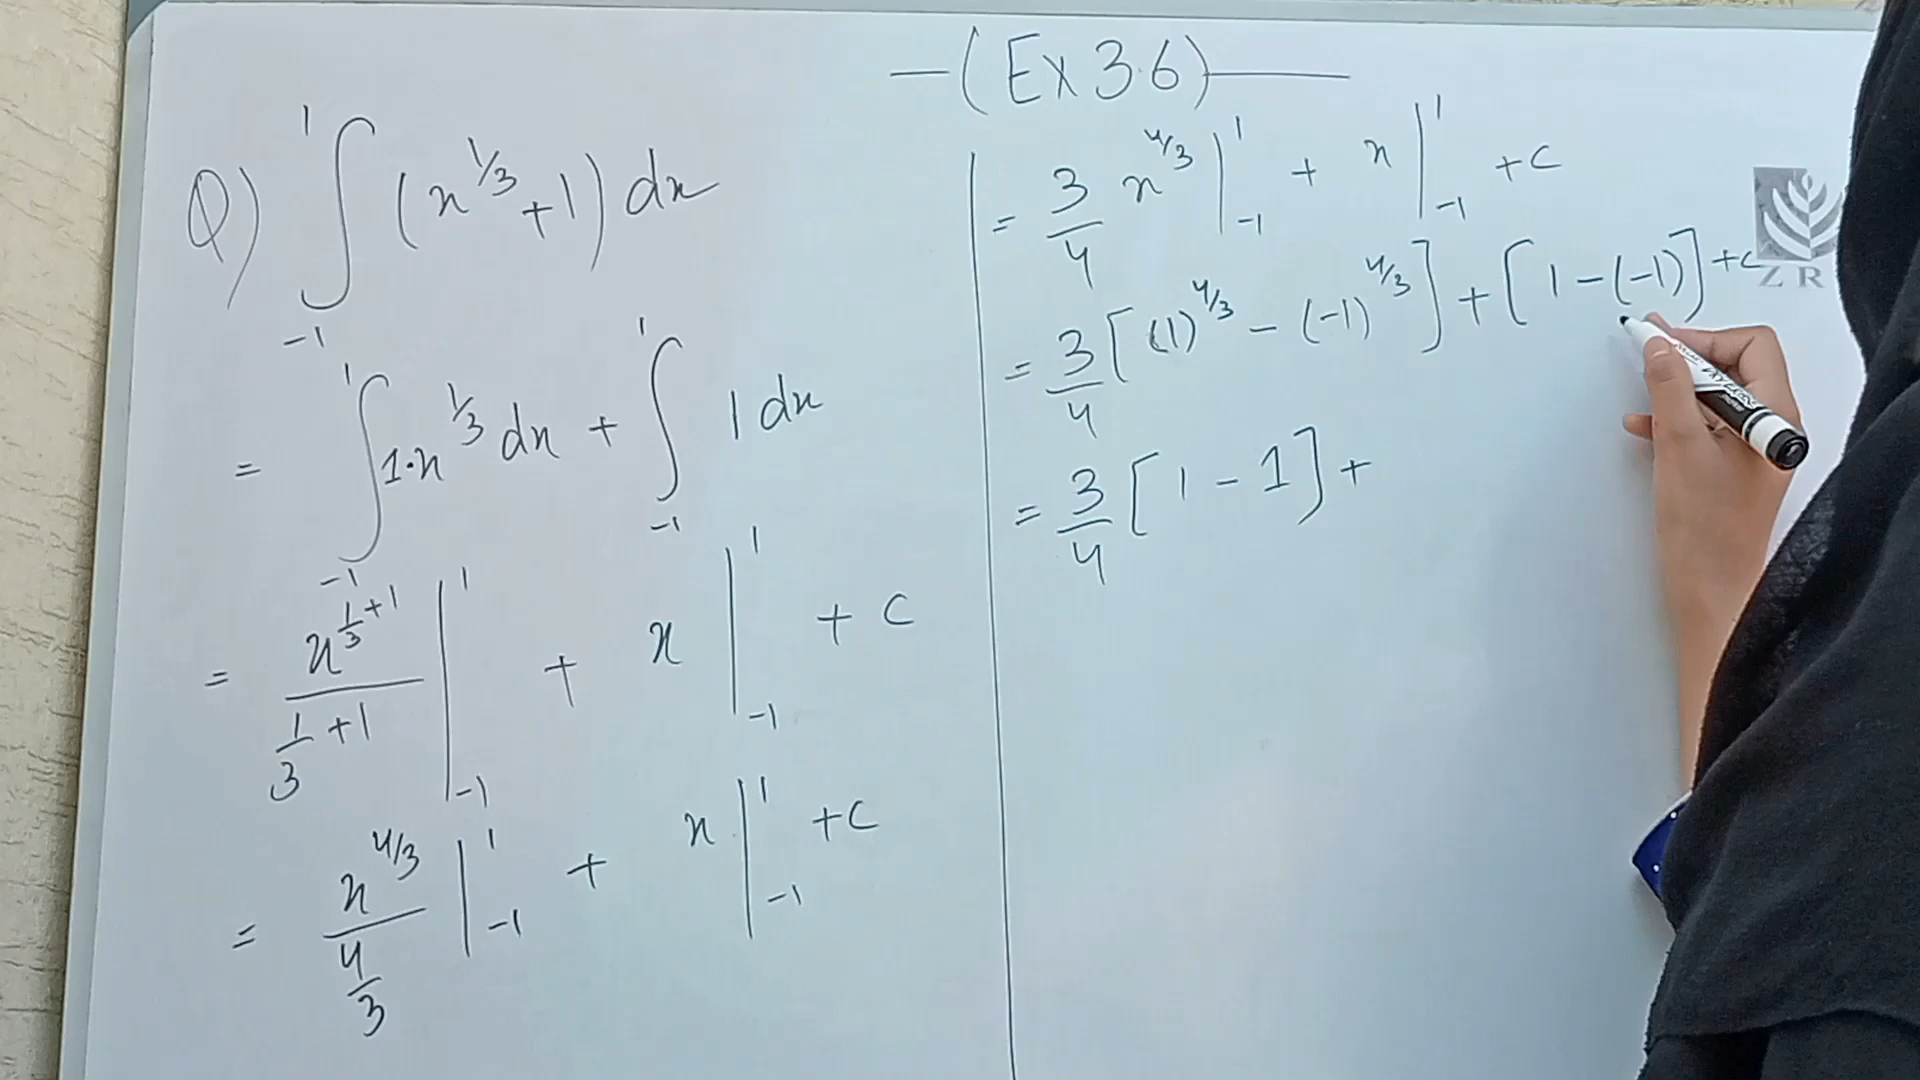 —(Ex 3.6)—
Q) ∫₋₁¹ (x^{1/3} + 1) dx
= ∫₋₁¹ 1·x^{1/3} dx + ∫₋₁¹ 1 dx
= x^{1/3 + 1} / (1/3 + 1) |₋₁¹ + x |₋₁¹ + c
= x^{4/3} / (4/3) |₋₁¹ + x |₋₁¹ + c
= 3/4 x^{4/3} |₋₁¹ + x |₋₁¹ + c
= 3/4 [(1)^{4/3} - (-1)^{4/3}] + [1 - (-1)] + c
= 3/4 [1 - 1] +
ZR